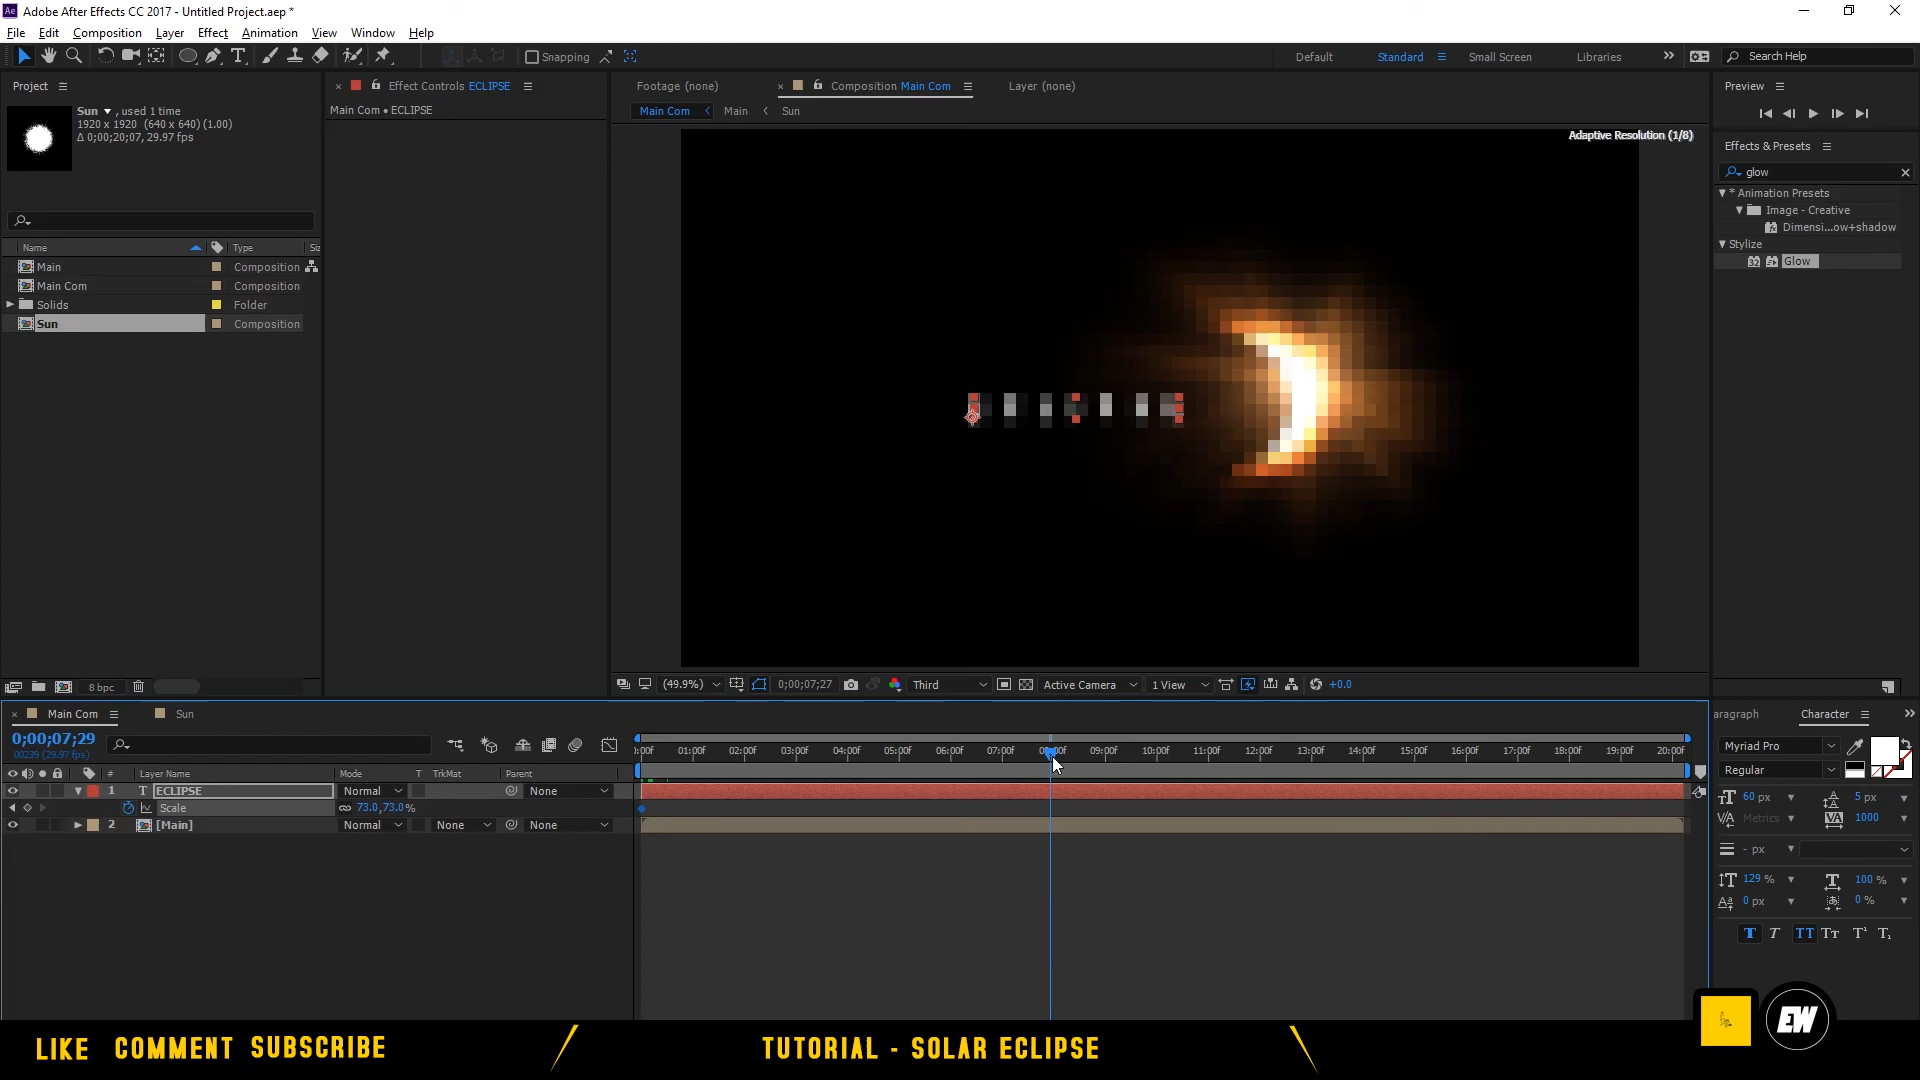 Adobe After Effects CC 2017 - Untitled Project.aep *
File Edit Composition Layer Effect Animation View Window Help
Snapping
Default Standard Small Screen Libraries
Search Help
Project
Sun , used 1 time
1920 x 1920 (640 x 640) (1.00)
Δ 0;00;20;07, 29.97 fps
Name Type Siz
Main Composition
Main Com Composition
Solids Folder
Sun Composition
8 bpc
Effect Controls ECLIPSE
Main Com • ECLIPSE
Footage (none) Composition Main Com Layer (none)
Main Com Main Sun
Adaptive Resolution (1/8)
(49.9%) 0;00;07;27 Third Active Camera 1 View +0.0
Preview
Effects & Presets
glow
* Animation Presets
Image - Creative
Dimensi...ow+shadow
Stylize
32 Glow
Main Com Sun
0;00;07;29
00239 (29.97 fps)
# Layer Name Mode T TrkMat Parent
):00f 01:00f 02:00f 03:00f 04:00f 05:00f 06:00f 07:00f 08:00f 09:00f 10:00f 11:00f 12:00f 13:00f 14:00f 15:00f 16:00f 17:00f 18:00f 19:00f 20:00f
1 T ECLIPSE Normal None
Scale 73.0,73.0%
2 [Main] Normal None None
aragraph Character
Myriad Pro
Regular
60 px 5 px
Metrics 1000
- px
129 % 100 %
0 px 0 %
T T TT Tт T¹ T₁
LIKE COMMENT SUBSCRIBE
TUTORIAL - SOLAR ECLIPSE
EW